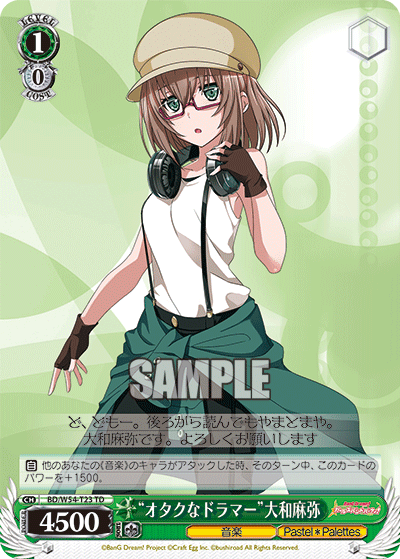 LEVEL
1
0
COST
SAMPLE
ど、ども―。後ろから読んでもやまとまや。
大和麻弥です。よろしくお願いします
自 他のあなたの《音楽》のキャラがアタックした時、そのターン中、このカードの
パワーを+1500。
CH BD/W54-T23 TD
4500
“オタクなドラマー”大和麻弥
音楽
Pastel＊Palettes
©BanG Dream! Project ©Craft Egg Inc. ©bushiroad All Rights Reserved.